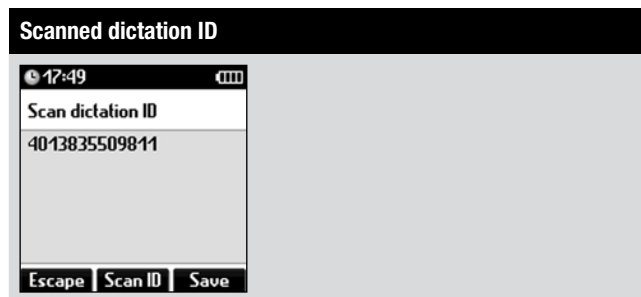 Scanned dictation ID
17:49
Scan dictation ID
4013835509811
Escape Scan ID Save